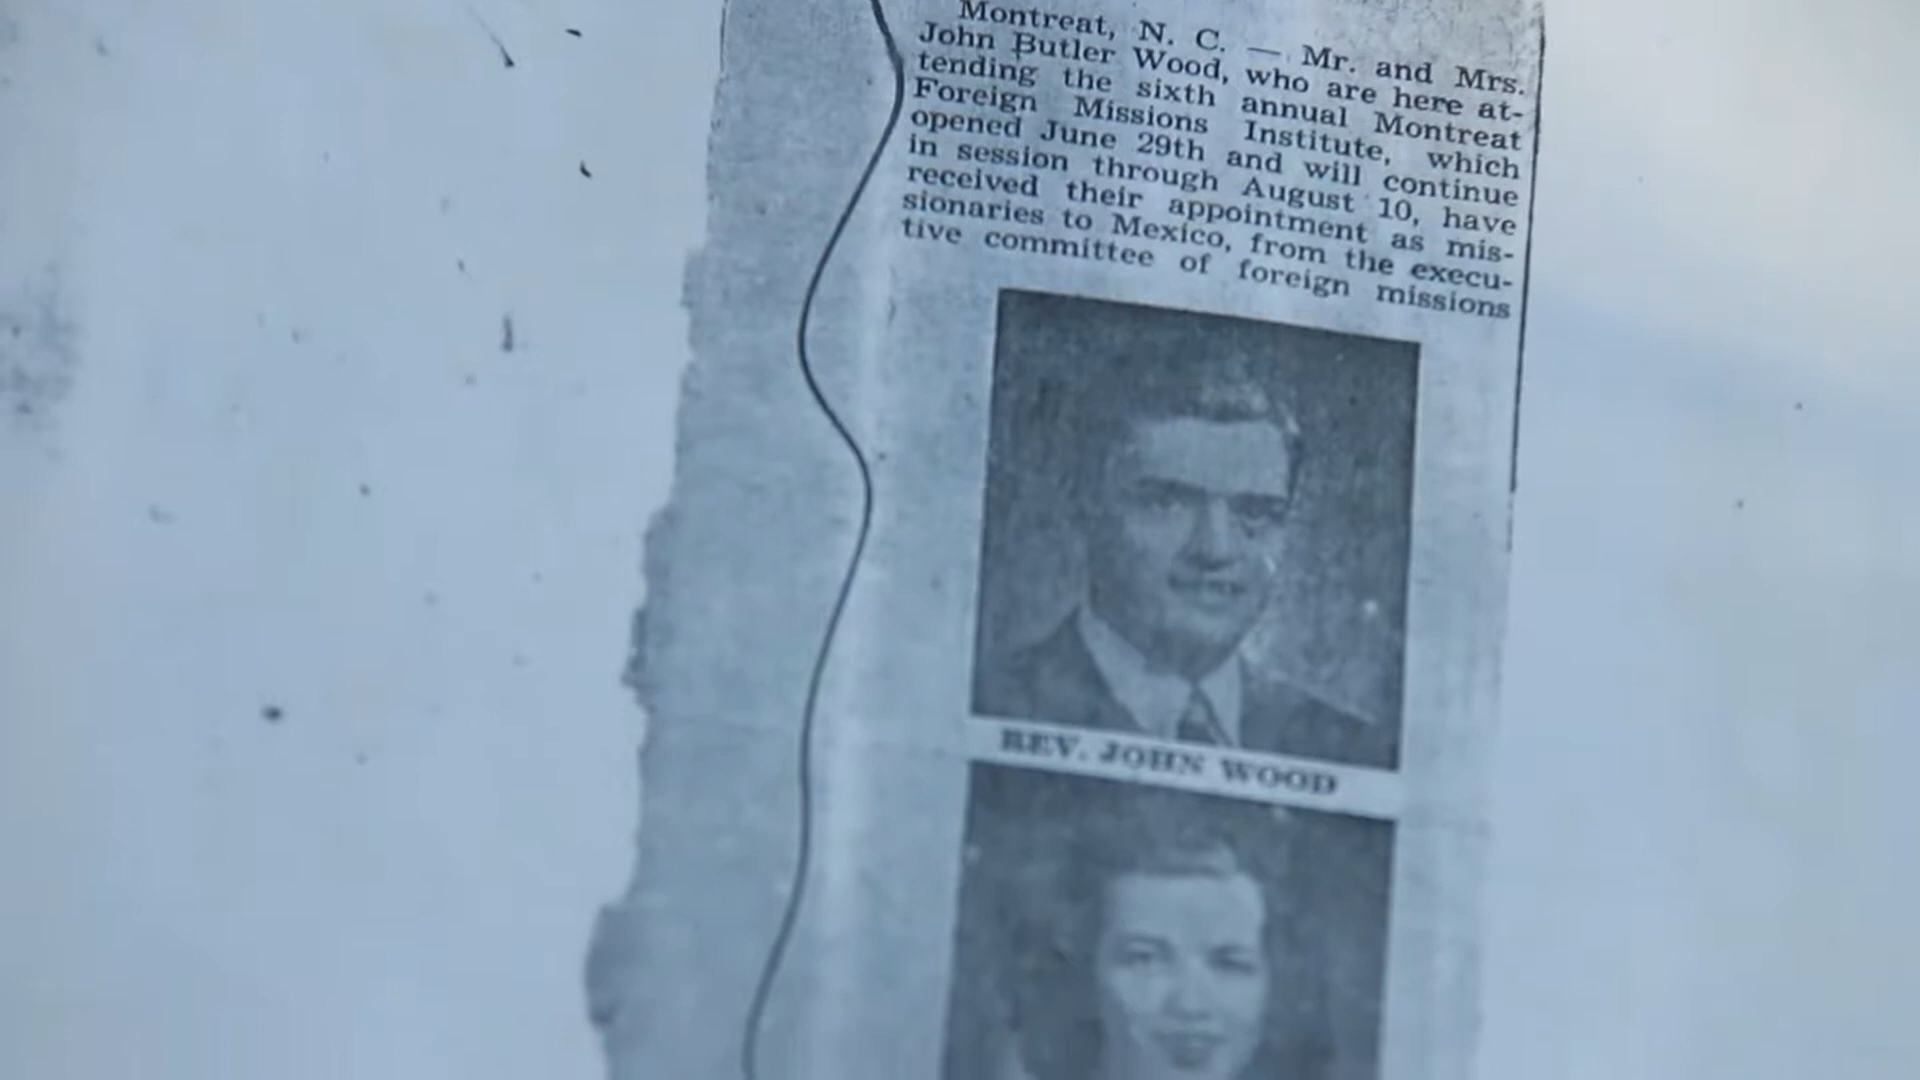 Montreat, N. C. — Mr. and Mrs.
John Butler Wood, who are here at-
tending the sixth annual Montreat
Foreign Missions Institute, which
opened June 29th and will continue
in session through August 10, have
received their appointment as mis-
sionaries to Mexico, from the execu-
tive committee of foreign missions
REV. JOHN WOOD